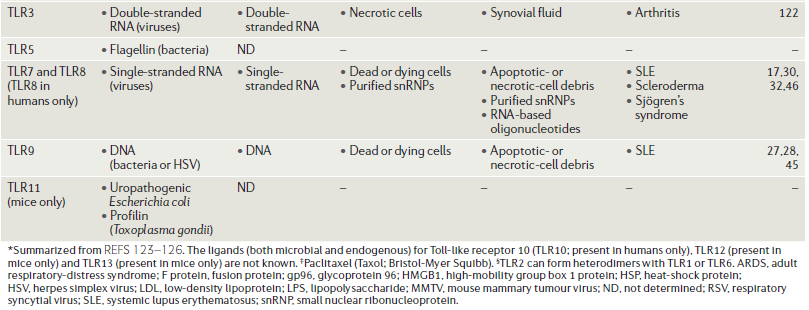 TLR3 • Double-stranded • Double- • Necrotic cells • Synovial fluid • Arthritis 122
RNA (viruses) stranded RNA
TLR5 • Flagellin (bacteria) ND – – – –
TLR7 and TLR8 • Single-stranded RNA • Single- • Dead or dying cells • Apoptotic- or • SLE 17,30,
(TLR8 in (viruses) stranded RNA • Purified snRNPs necrotic-cell debris • Scleroderma 32,46
humans only) • Purified snRNPs • Sjögren's
• RNA-based syndrome
oligonucleotides
TLR9 • DNA • DNA • Dead or dying cells • Apoptotic- or • SLE 27,28,
(bacteria or HSV) necrotic-cell debris 45
TLR11 • Uropathogenic ND – – – –
(mice only) Escherichia coli
• Profilin
(Toxoplasma gondii)
*Summarized from REFS 123–126. The ligands (both microbial and endogenous) for Toll-like receptor 10 (TLR10; present in humans only), TLR12 (present in
mice only) and TLR13 (present in mice only) are not known. ‡Paclitaxel (Taxol; Bristol-Myer Squibb). §TLR2 can form heterodimers with TLR1 or TLR6. ARDS, adult
respiratory-distress syndrome; F protein, fusion protein; gp96, glycoprotein 96; HMGB1, high-mobility group box 1 protein; HSP, heat-shock protein;
HSV, herpes simplex virus; LDL, low-density lipoprotein; LPS, lipopolysaccharide; MMTV, mouse mammary tumour virus; ND, not determined; RSV, respiratory
syncytial virus; SLE, systemic lupus erythematosus; snRNP, small nuclear ribonucleoprotein.